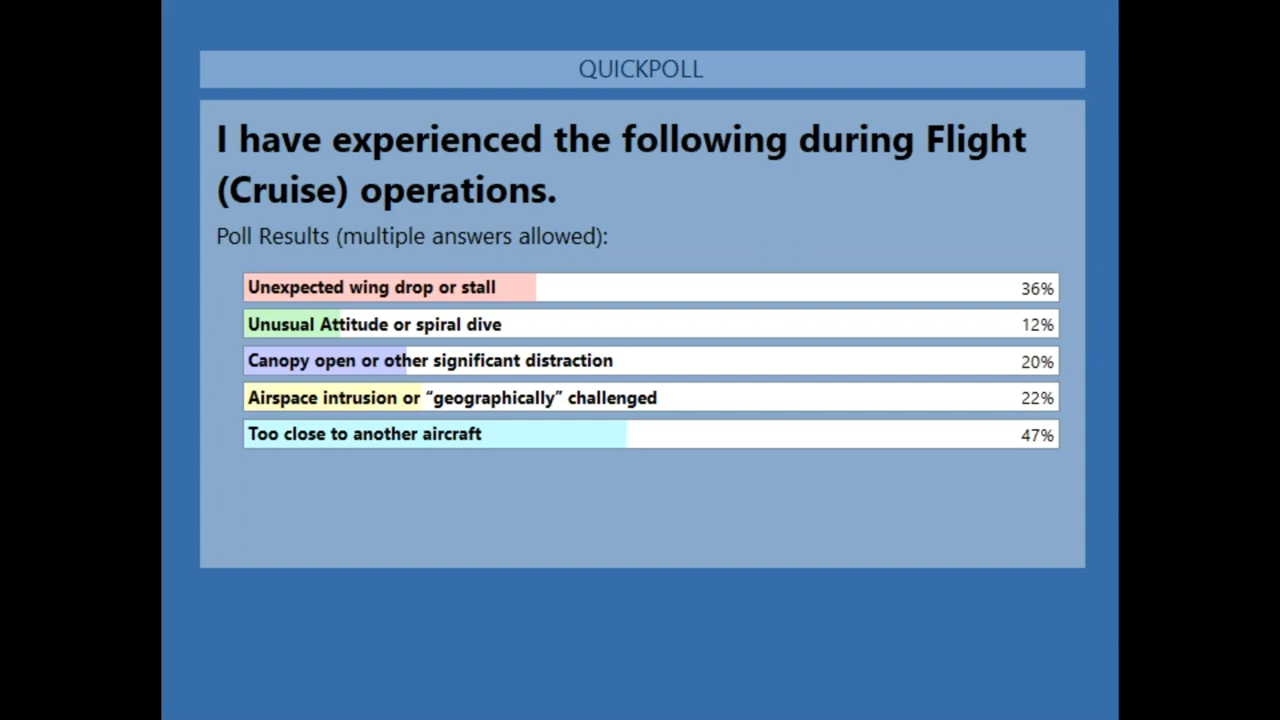 QUICKPOLL
I have experienced the following during Flight
(Cruise) operations.
Poll Results (multiple answers allowed):
Unexpected wing drop or stall 36%
Unusual Attitude or spiral dive 12%
Canopy open or other significant distraction 20%
Airspace intrusion or “geographically” challenged 22%
Too close to another aircraft 47%